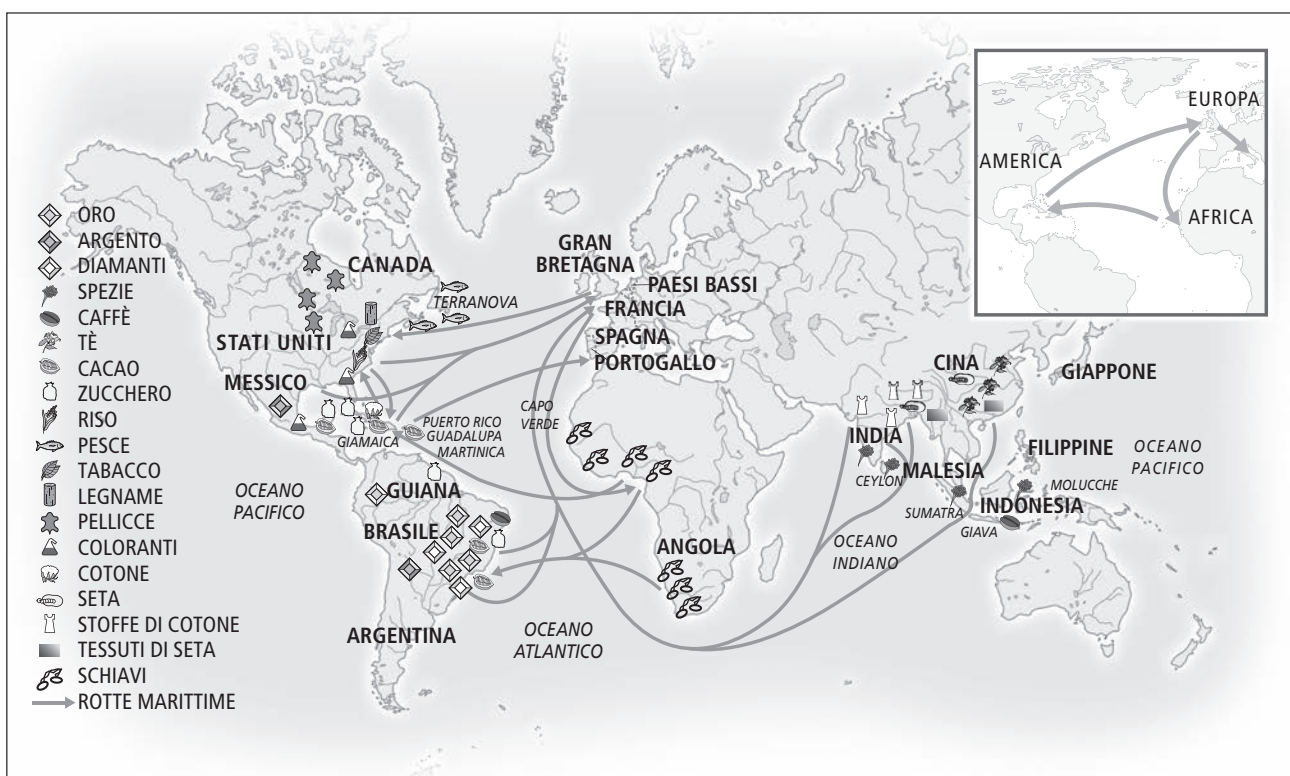 ORO
ARGENTO
DIAMANTI
SPEZIE
CAFFÈ
TÈ
CACAO
ZUCCHERO
RISO
PESCE
TABACCO
LEGNAME
PELLICCE
COLORANTI
COTONE
SETA
STOFFE DI COTONE
TESSUTI DI SETA
SCHIAVI
ROTTE MARITTIME
CANADA
TERRANOVA
STATI UNITI
MESSICO
GIAMAICA
PUERTO RICO
GUADALUPA
MARTINICA
OCEANO
PACIFICO
GUIANA
BRASILE
ARGENTINA
OCEANO
ATLANTICO
GRAN
BRETAGNA
PAESI BASSI
FRANCIA
SPAGNA
PORTOGALLO
CAPO
VERDE
ANGOLA
OCEANO
INDIANO
CINA
GIAPPONE
INDIA
CEYLON
MALESIA
SUMATRA
FILIPPINE
MOLUCCHE
INDONESIA
GIAVA
OCEANO
PACIFICO
EUROPA
AMERICA
AFRICA